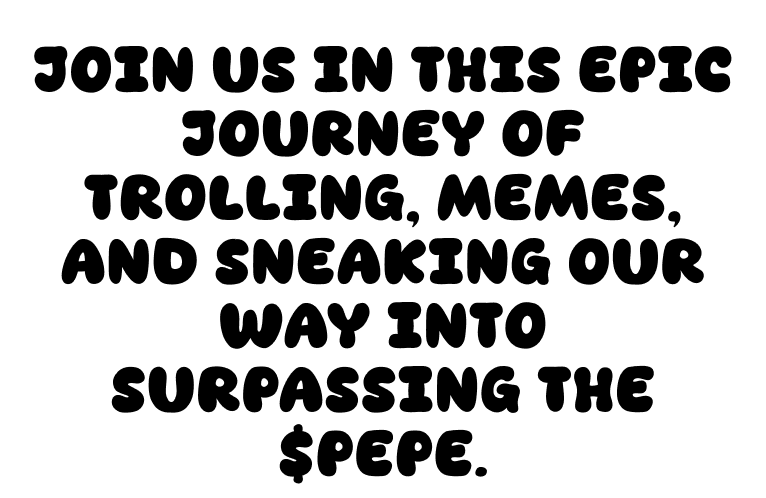 JOIN US IN THIS EPIC
JOURNEY OF
TROLLING, MEMES,
AND SNEAKING OUR
WAY INTO
SURPASSING THE
$PEPE.